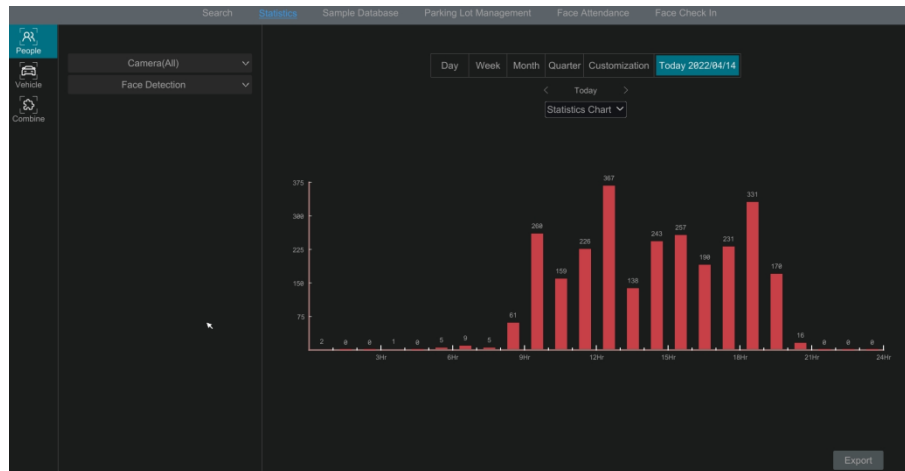 Search Statistics Sample Database Parking Lot Management Face Attendance Face Check In
People
Vehicle
Combine
Camera(All)
Face Detection
Day Week Month Quarter Customization Today 2022/04/14
Today
Statistics Chart
375
300
225
150
75
2 0 0 1 0 5 9 5 61 260 159 226 367 138 243 257 190 231 331 170 16 0 0 0
3Hr 6Hr 9Hr 12Hr 15Hr 18Hr 21Hr 24Hr
Export